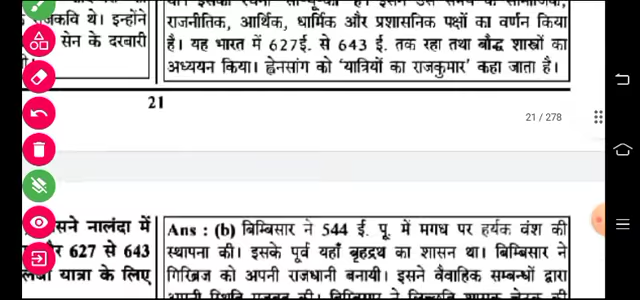 राजकवि थे। इन्होंने
सेन के दरबारी
राजनीतिक, आर्थिक, धार्मिक और प्रशासनिक पक्षों का वर्णन किया
है। यह भारत में 627ई. से 643 ई. तक रहा तथा बौद्ध शास्त्रों का
अध्ययन किया। ह्वेनसांग को 'यात्रियों का राजकुमार' कहा जाता है।
21
21 / 278
सने नालंदा में
627 से 643
यात्रा के लिए
Ans : (b) बिम्बिसार ने 544 ई. पू. में मगध पर हर्यक वंश की
स्थापना की। इसके पूर्व यहाँ बृहद्रथ का शासन था। बिम्बिसार ने
गिरिव्रज को अपनी राजधानी बनायी। इसने वैवाहिक सम्बन्धों द्वारा